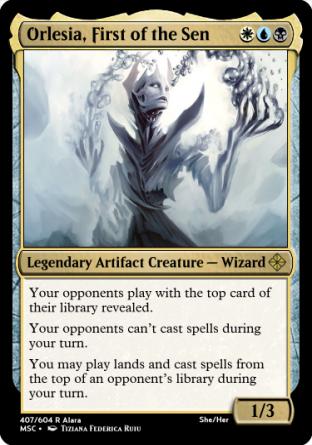 Orlesia, First of the Sen
Legendary Artifact Creature — Wizard
Your opponents play with the top card of
their library revealed.
Your opponents can't cast spells during
your turn.
You may play lands and cast spells from
the top of an opponent's library during
your turn.
407/604 R Alara
She/Her
MSC • Tiziana Federica Ruiu
1/3